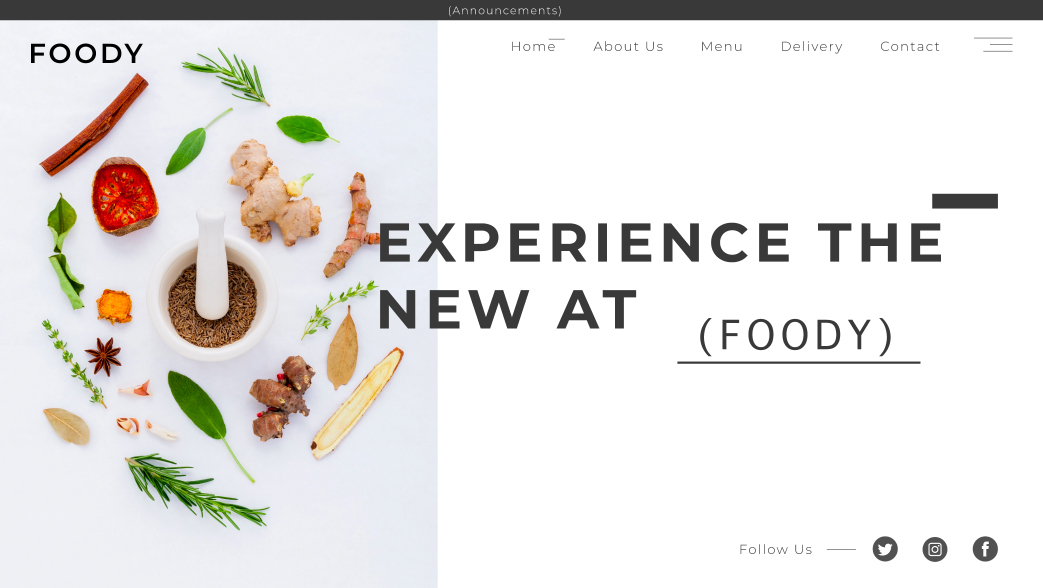 (Announcements)
FOODY
Home About Us Menu Delivery Contact
EXPERIENCE THE
NEW AT
(FOODY)
Follow Us